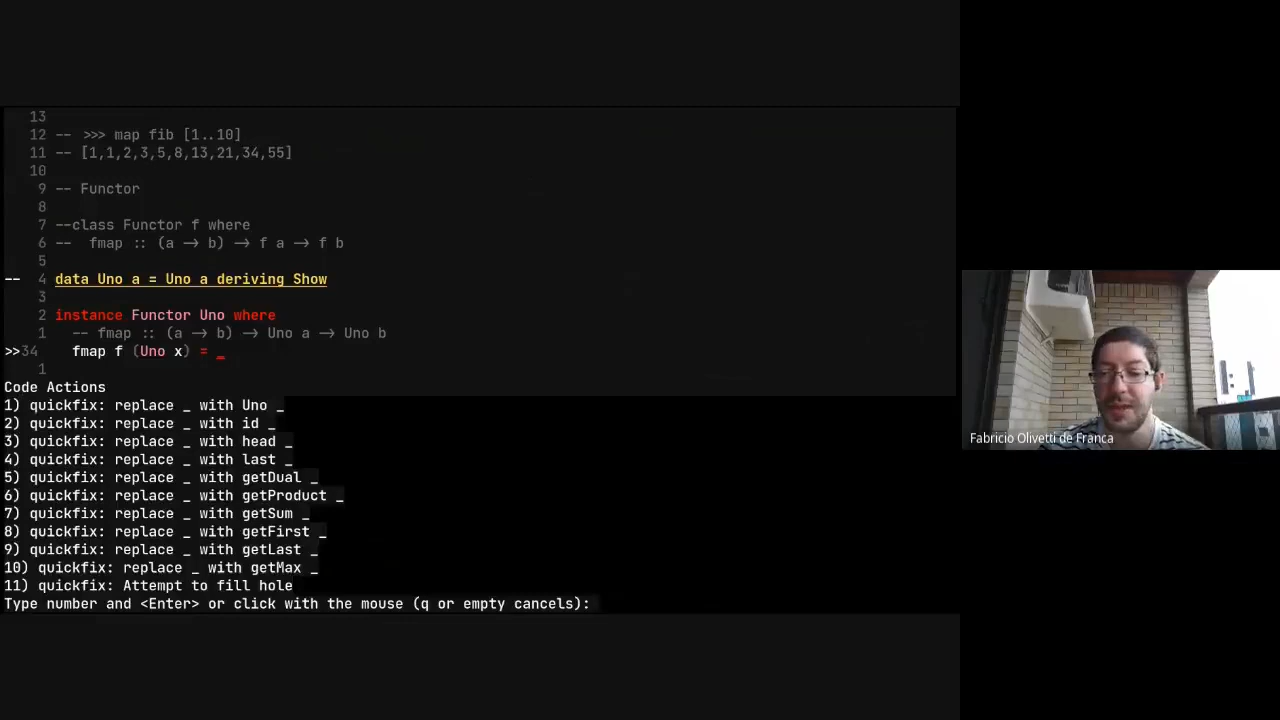 13
12 -- >>> map fib [1..10]
11 -- [1,1,2,3,5,8,13,21,34,55]
10
9 -- Functor
8
7 --class Functor f where
6 --  fmap :: (a → b) → f a → f b
5
-- 4 data Uno a = Uno a deriving Show
3
2 instance Functor Uno where
1   -- fmap :: (a → b) → Uno a → Uno b
>>34   fmap f (Uno x) = _
1
Code Actions
1) quickfix: replace _ with Uno _
2) quickfix: replace _ with id _
3) quickfix: replace _ with head _
4) quickfix: replace _ with last _
5) quickfix: replace _ with getDual _
6) quickfix: replace _ with getProduct _
7) quickfix: replace _ with getSum _
8) quickfix: replace _ with getFirst _
9) quickfix: replace _ with getLast _
10) quickfix: replace _ with getMax _
11) quickfix: Attempt to fill hole
Type number and <Enter> or click with the mouse (q or empty cancels):
Fabricio Olivetti de Franca